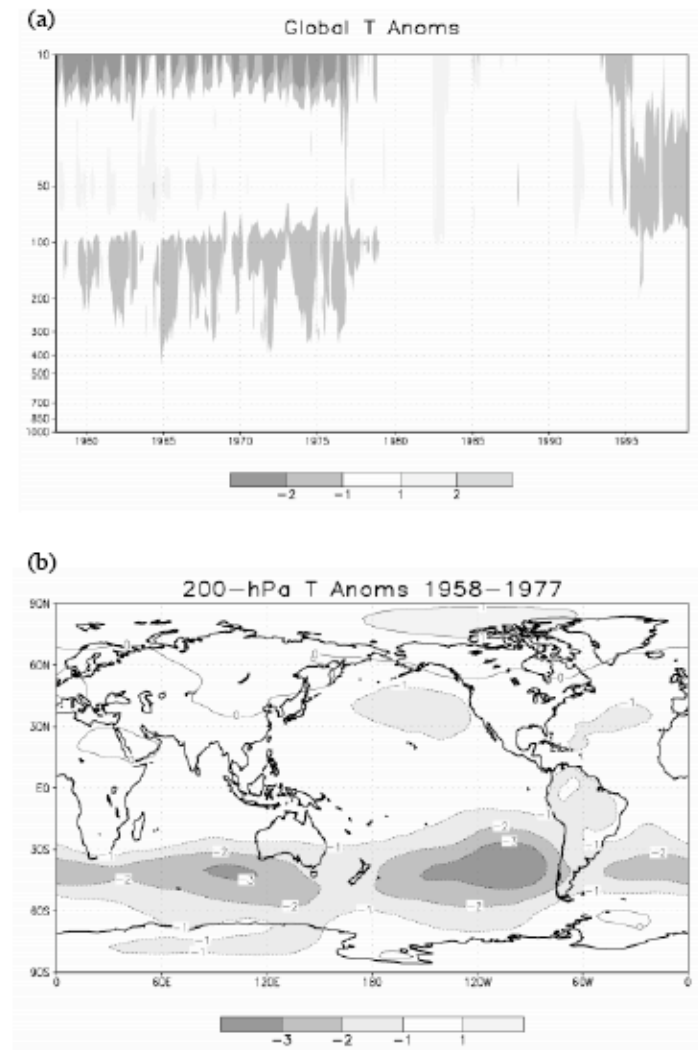 (a)
Global T Anoms
10
50
100
200
300
400
500
700
850
1000
1960 1965 1970 1975 1980 1985 1990 1995
-2 -1 1 2
(b)
200-hPa T Anoms 1958-1977
90N
60N
30N
EQ
30S
60S
90S
0 60E 120E 180 120W 60W 0
-3 -2 -1 1